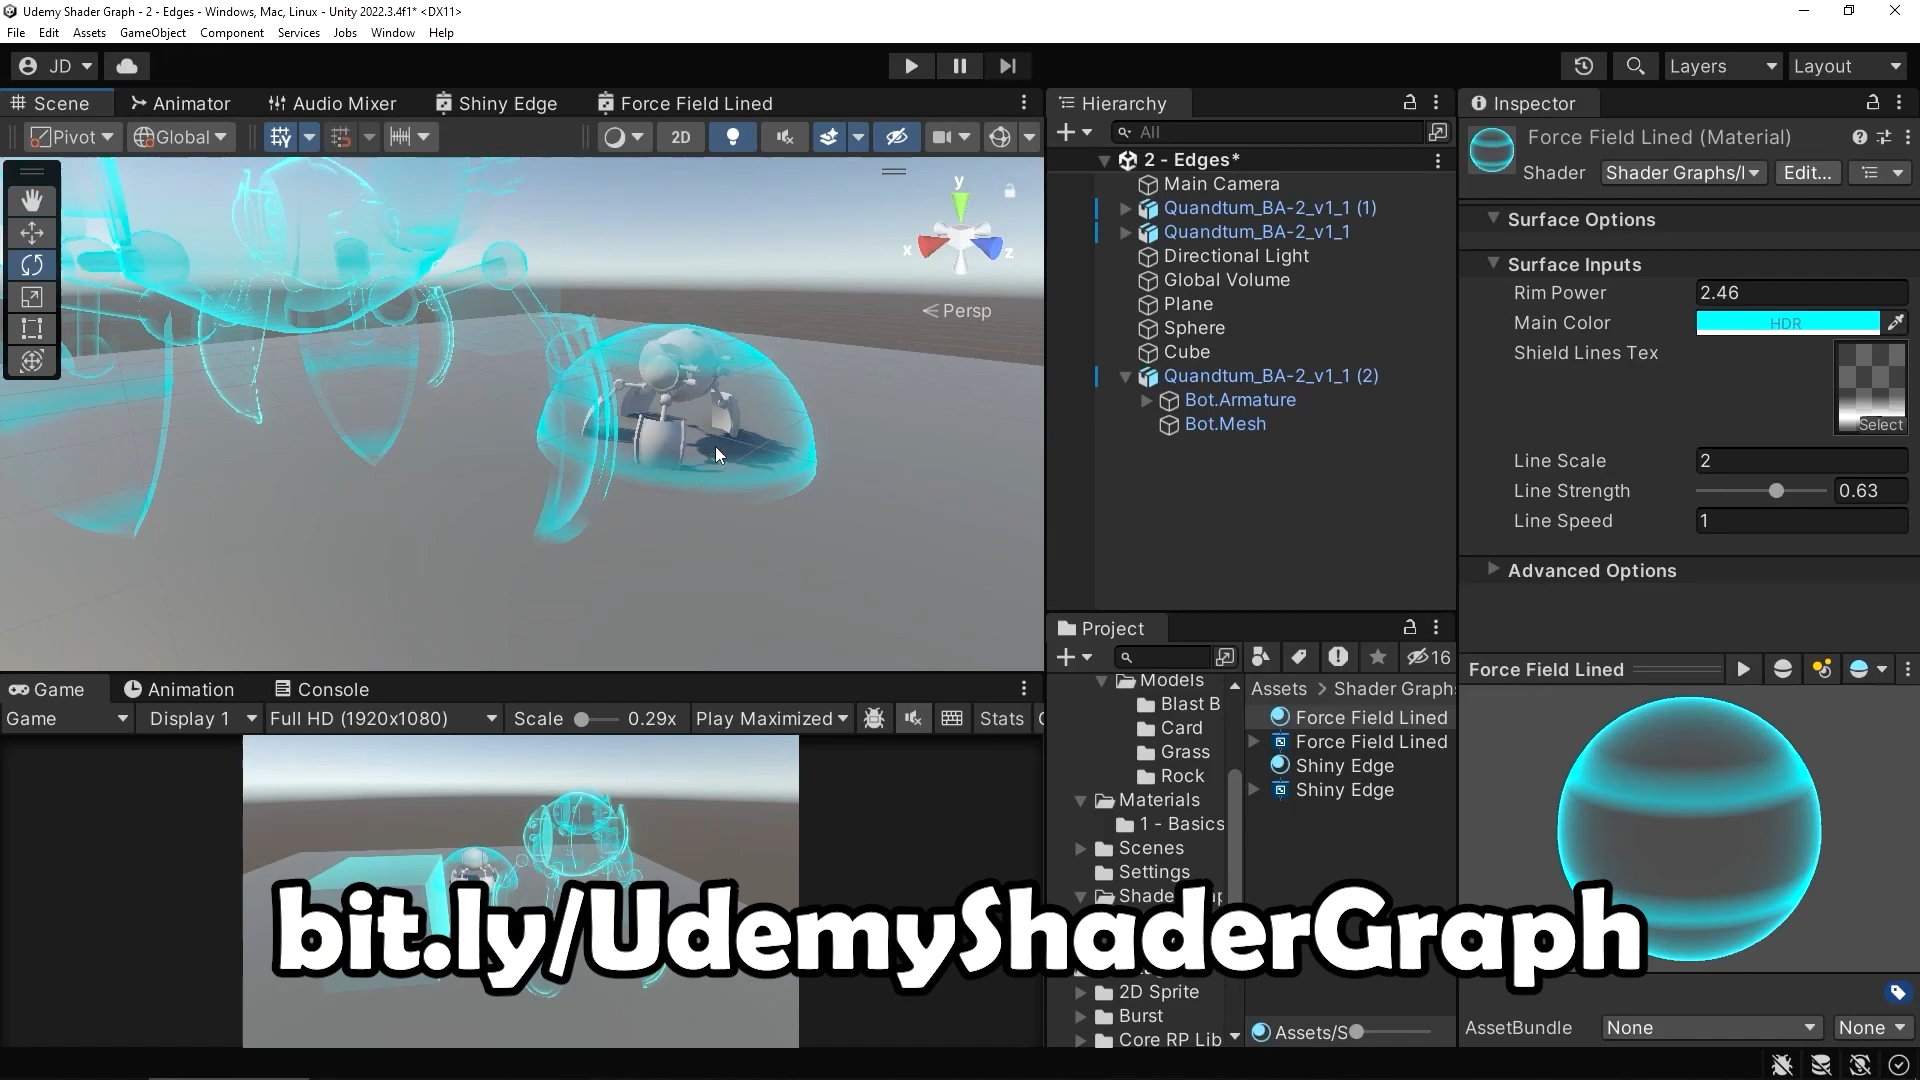 Udemy Shader Graph - 2 - Edges - Windows, Mac, Linux - Unity 2022.3.4f1* <DX11>
File Edit Assets GameObject Component Services Jobs Window Help
JD
Layers
Layout
Scene
Animator
Audio Mixer
Shiny Edge
Force Field Lined
Pivot
Global
2D
y
x
z
Persp
Hierarchy
All
2 - Edges*
Main Camera
Quandtum_BA-2_v1_1 (1)
Quandtum_BA-2_v1_1
Directional Light
Global Volume
Plane
Sphere
Cube
Quandtum_BA-2_v1_1 (2)
Bot.Armature
Bot.Mesh
Inspector
Force Field Lined (Material)
Shader Shader Graphs/ Edit...
Surface Options
Surface Inputs
Rim Power 2.46
Main Color HDR
Shield Lines Tex
Select
Line Scale 2
Line Strength 0.63
Line Speed 1
Advanced Options
Game
Animation
Console
Game Display 1 Full HD (1920x1080) Scale 0.29x Play Maximized Stats
Project
16
Models
Blast B
Card
Grass
Rock
Materials
1 - Basics
Scenes
Settings
2D Sprite
Burst
Core RP Lib
Assets > Shader Graph
Force Field Lined
Force Field Lined
Shiny Edge
Shiny Edge
Assets/S
Force Field Lined
bit.ly/UdemyShaderGraph
AssetBundle None None